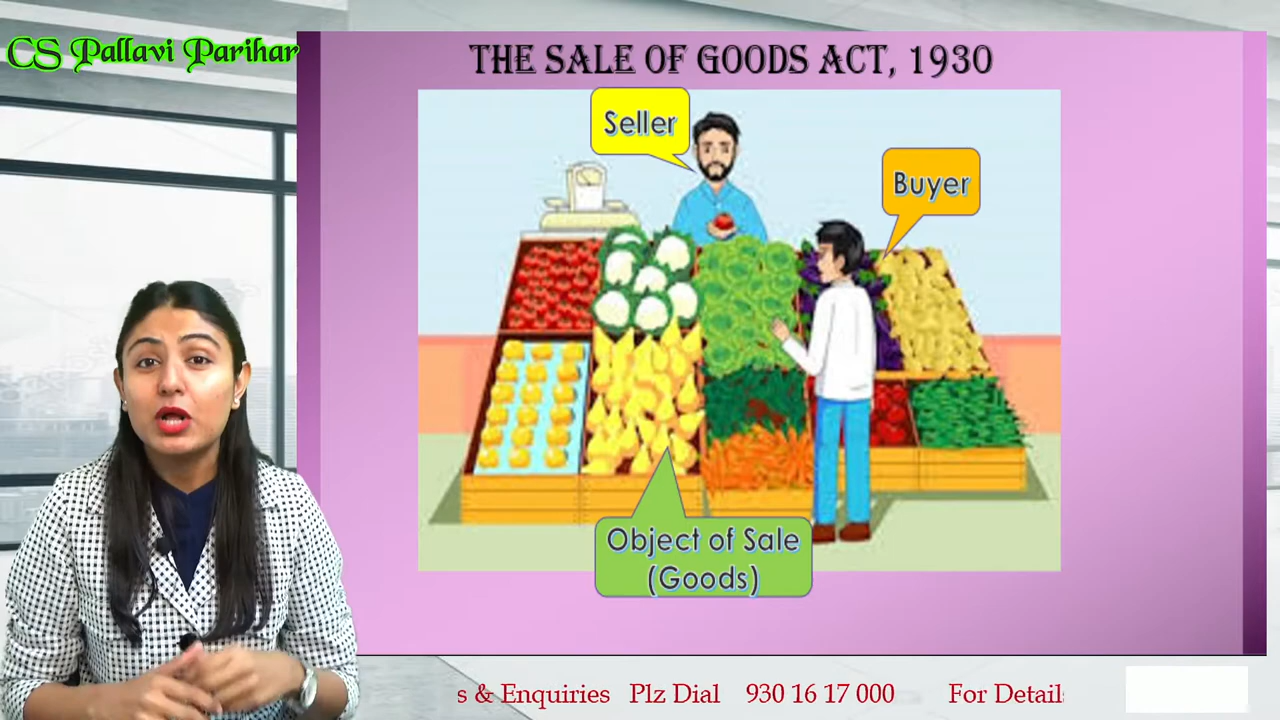 CS Pallavi Parihar
THE SALE OF GOODS ACT, 1930
Seller
Buyer
Object of Sale
(Goods)
s & Enquiries Plz Dial 930 16 17 000 For Detail